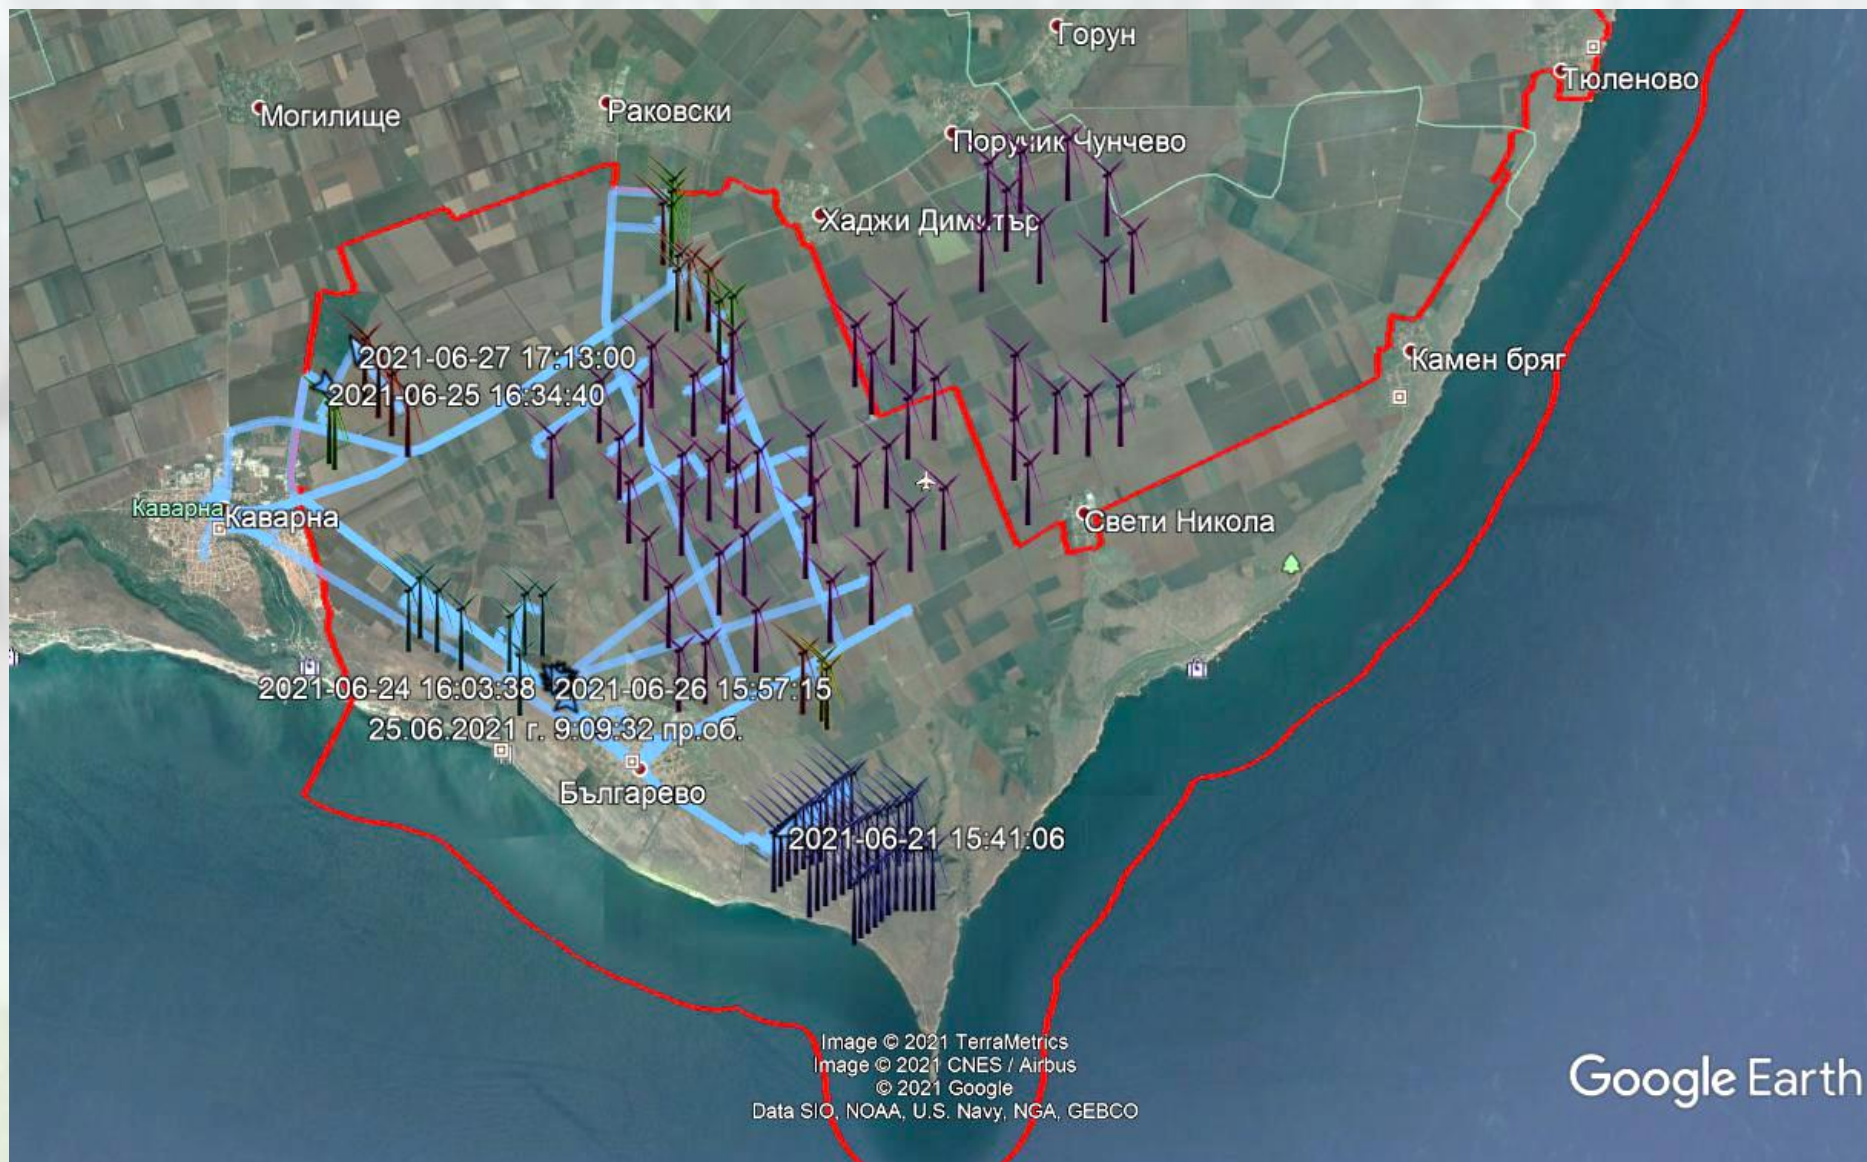 Горун
Тюленово
Могилище
Раковски
Поручик Чунчево
Хаджи Димитър
2021-06-27 17:13:00
Камен бряг
2021-06-25 16:34:40
Каварна
Каварна
Свети Никола
2021-06-24 16:03:38
2021-06-26 15:57:15
25.06.2021 г. 9:09:32 пр.об.
Българево
2021-06-21 15:41:06
Image © 2021 TerraMetrics
Image © 2021 CNES / Airbus
© 2021 Google
Data SIO, NOAA, U.S. Navy, NGA, GEBCO
Google Earth